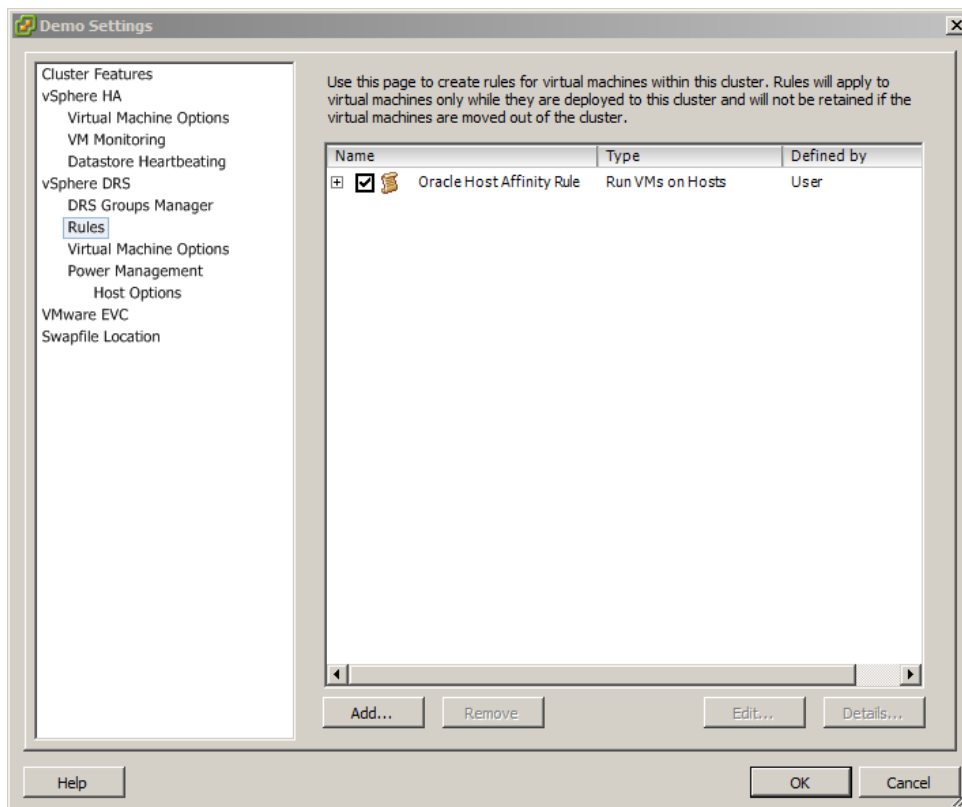 Demo Settings
Cluster Features
vSphere HA
Virtual Machine Options
VM Monitoring
Datastore Heartbeating
vSphere DRS
DRS Groups Manager
Rules
Virtual Machine Options
Power Management
Host Options
VMware EVC
Swapfile Location
Use this page to create rules for virtual machines within this cluster. Rules will apply to
virtual machines only while they are deployed to this cluster and will not be retained if the
virtual machines are moved out of the cluster.
Name Type Defined by
Oracle Host Affinity Rule Run VMs on Hosts User
Add... Remove Edit... Details...
Help OK Cancel